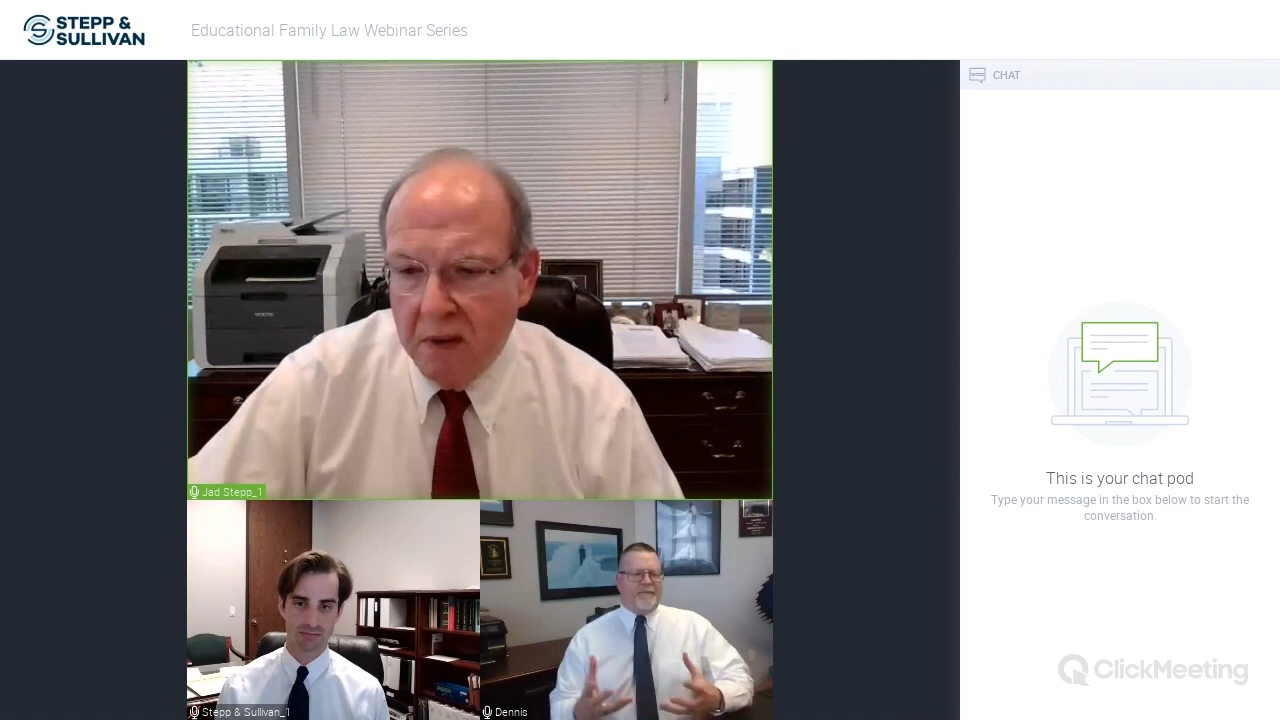 STEPP &
SULLIVAN
Educational Family Law Webinar Series
CHAT
Jad Stepp_1
Stepp & Sullivan_1
Dennis
This is your chat pod
Type your message in the box below to start the
conversation.
ClickMeeting